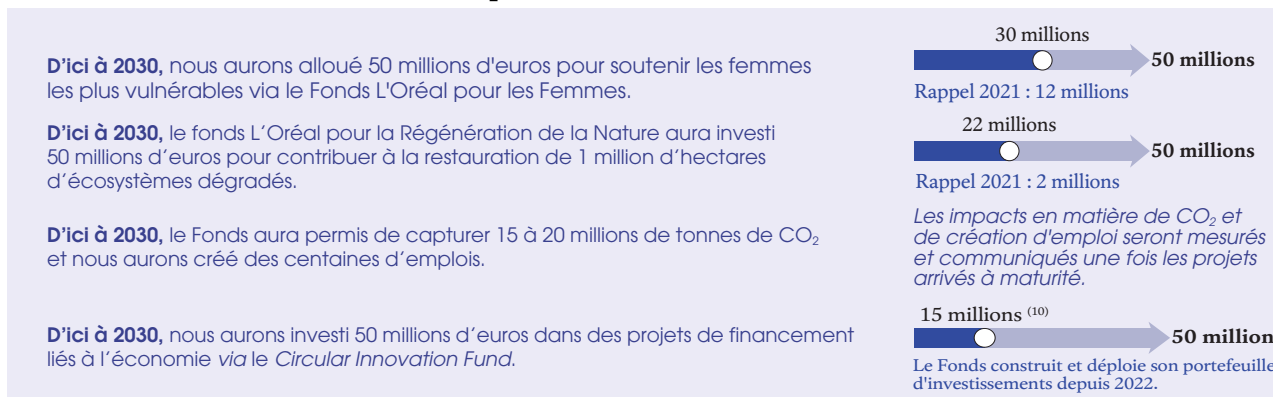 D'ici à 2030, nous aurons alloué 50 millions d'euros pour soutenir les femmes
les plus vulnérables via le Fonds L'Oréal pour les Femmes.
30 millions
50 millions
Rappel 2021 : 12 millions
D'ici à 2030, le fonds L'Oréal pour la Régénération de la Nature aura investi
50 millions d'euros pour contribuer à la restauration de 1 million d'hectares
d'écosystèmes dégradés.
22 millions
50 millions
Rappel 2021 : 2 millions
D'ici à 2030, le Fonds aura permis de capturer 15 à 20 millions de tonnes de CO₂
et nous aurons créé des centaines d'emplois.
Les impacts en matière de CO₂ et
de création d'emploi seront mesurés
et communiqués une fois les projets
arrivés à maturité.
D'ici à 2030, nous aurons investi 50 millions d'euros dans des projets de financement
liés à l'économie via le Circular Innovation Fund.
15 millions (10)
50 million
Le Fonds construit et déploie son portefeuille
d'investissements depuis 2022.